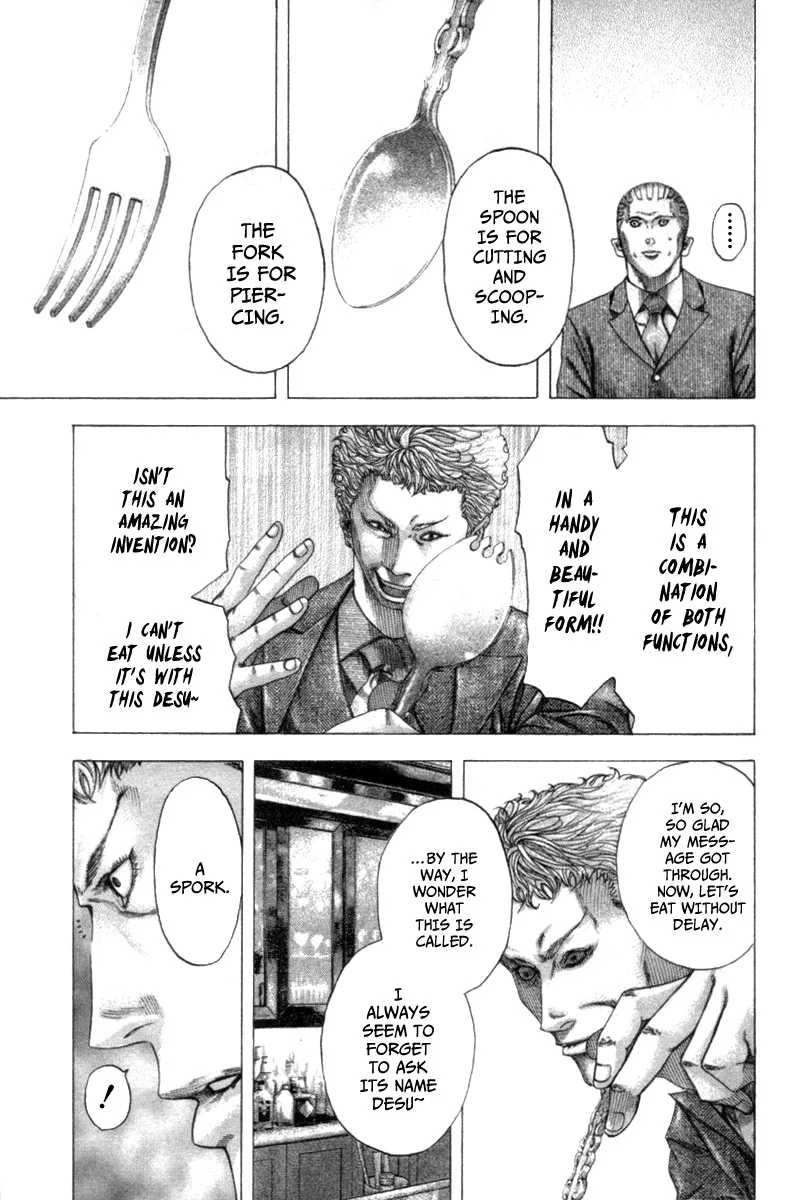 ......
THE
SPOON
IS FOR
CUTTING
AND
SCOOP-
ING.
THE
FORK
IS FOR
PIER-
CING.
THIS
IS A
COMBI-
NATION
OF BOTH
FUNCTIONS,
IN A
HANDY
AND
BEAU-
TIFUL
FORM!!
ISN'T
THIS AN
AMAZING
INVENTION?
I CAN'T
EAT UNLESS
IT'S WITH
THIS DESU~
I'M SO,
SO GLAD
MY MESS-
AGE GOT
THROUGH.
NOW, LET'S
EAT WITHOUT
DELAY.
...BY THE
WAY, I
WONDER
WHAT
THIS IS
CALLED.
I
ALWAYS
SEEM TO
FORGET
TO ASK
ITS NAME
DESU~
A
SPORK.
!